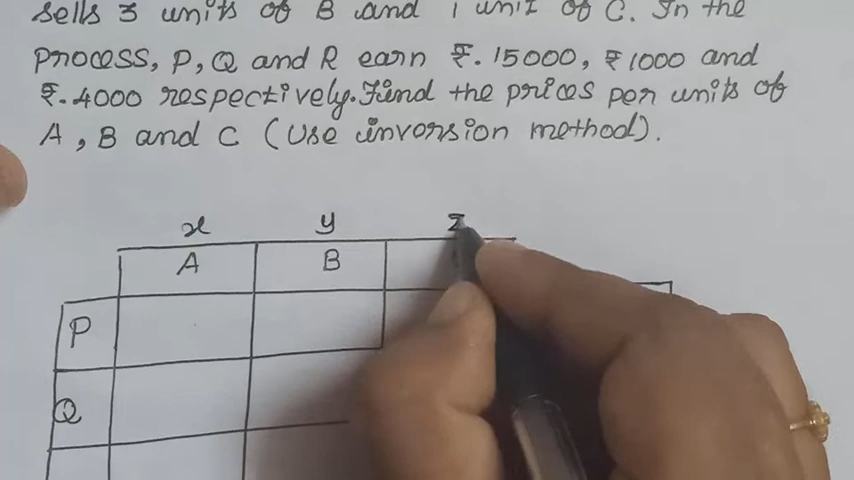 sells 3 units of B and 1 unit of C. In the
process, P, Q and R earn ₹. 15000, ₹ 1000 and
₹. 4000 respectively. Find the prices per units of
A, B and C (Use inversion method).
x y z
A B
P
Q